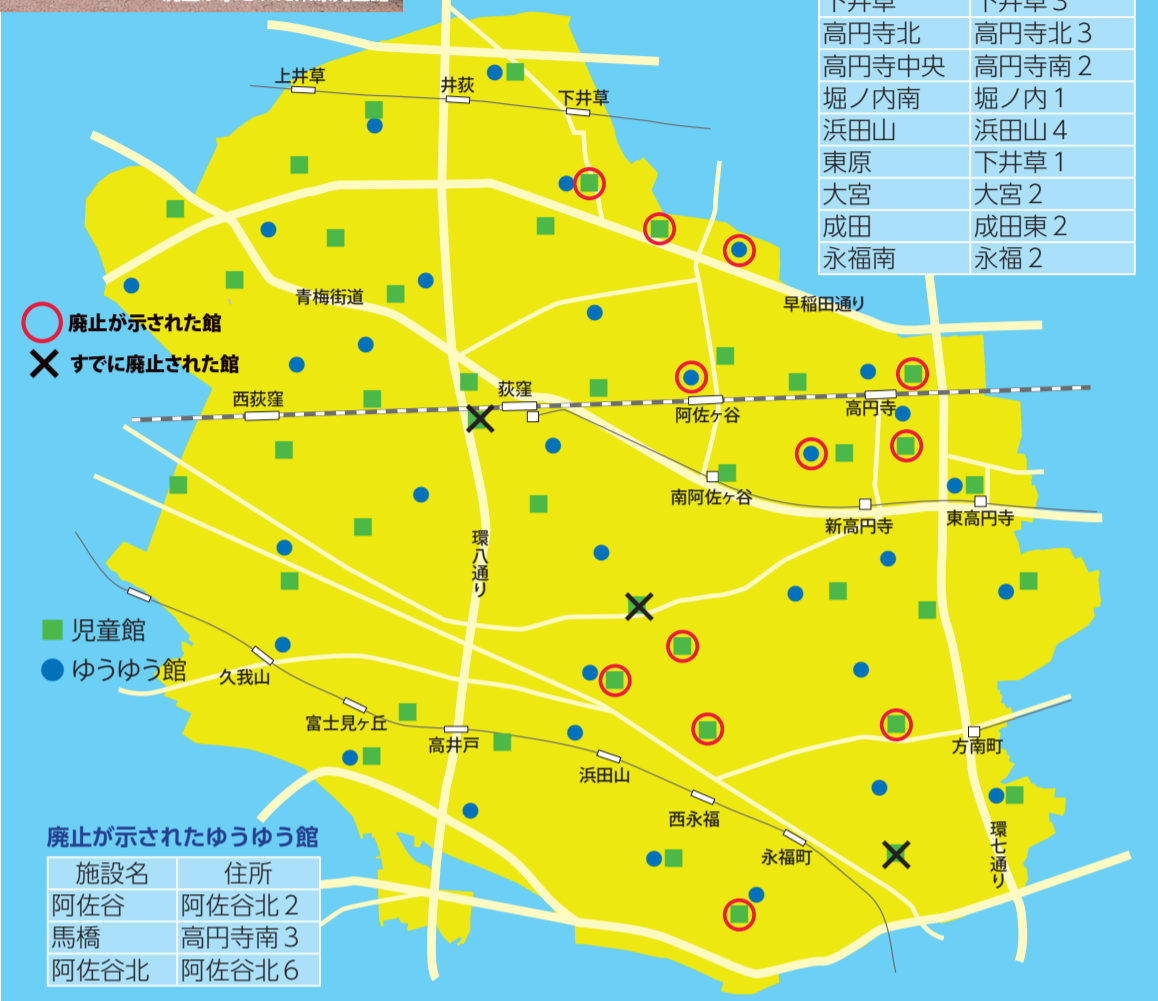 下井草 下井草3
高円寺北 高円寺北3
高円寺中央 高円寺南2
堀ノ内南 堀ノ内1
浜田山 浜田山4
東原 下井草1
大宮 大宮2
成田 成田東2
永福南 永福2
上井草
井荻
下井草
青梅街道
早稲田通り
廃止が示された館
すでに廃止された館
西荻窪
荻窪
阿佐ヶ谷
高円寺
南阿佐ヶ谷
新高円寺
東高円寺
環八通り
児童館
ゆうゆう館
久我山
富士見ヶ丘
高井戸
浜田山
方南町
西永福
永福町
環七通り
廃止が示されたゆうゆう館
施設名 住所
阿佐谷 阿佐谷北2
馬橋 高円寺南3
阿佐谷北 阿佐谷北6